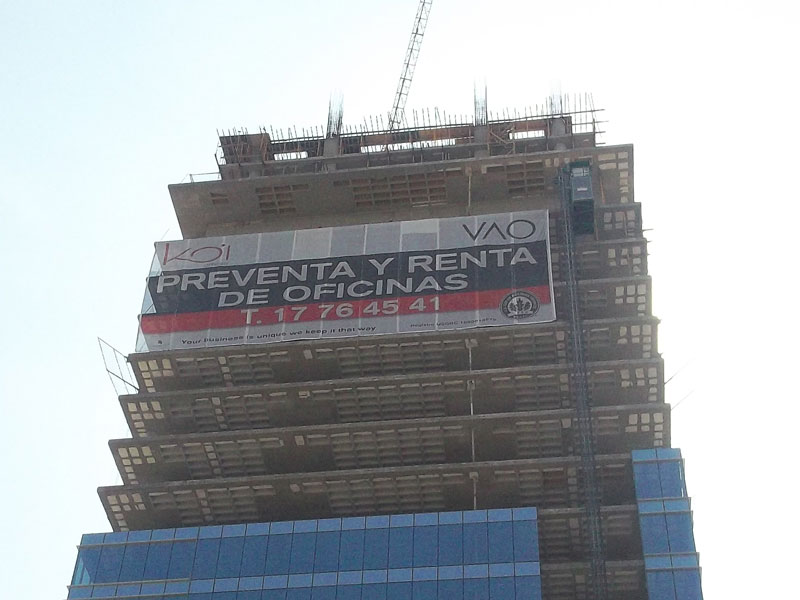 KOI
VAO
PREVENTA Y RENTA
DE OFICINAS
T. 17 76 45 41
Your business is unique we keep it that way